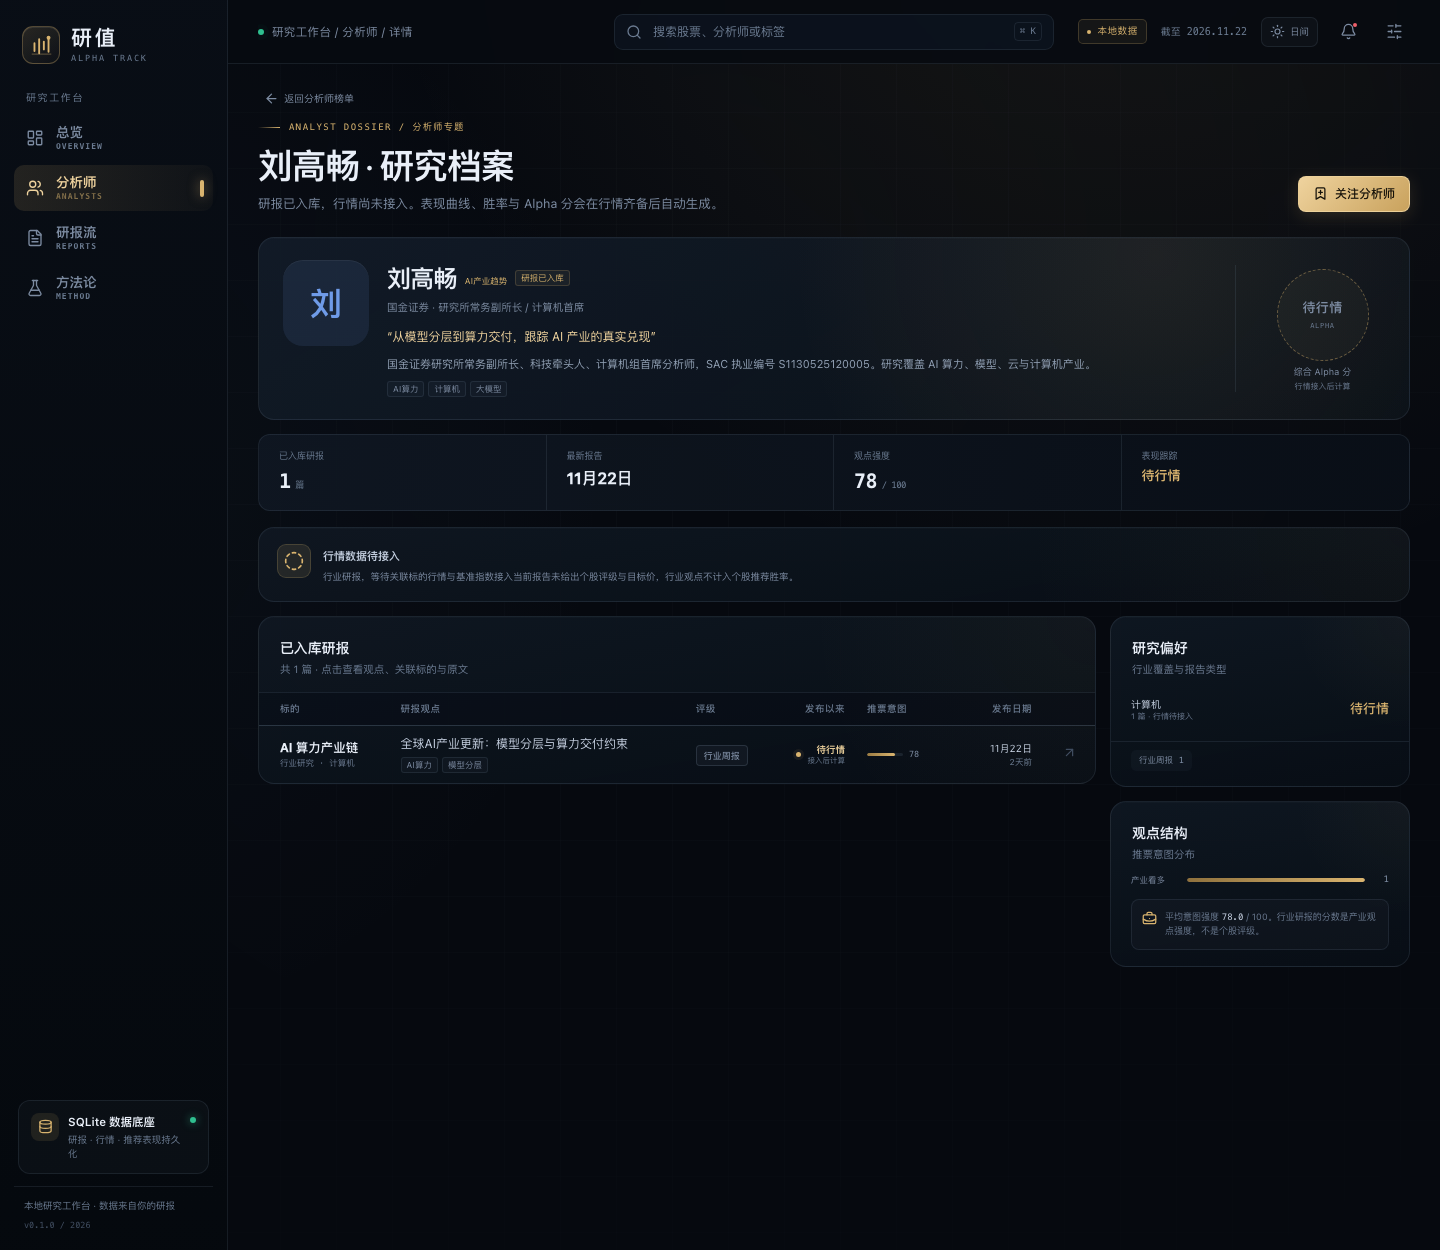 研值
ALPHA TRACK
研究工作台
总览
OVERVIEW
分析师
ANALYSTS
研报流
REPORTS
方法论
METHOD
SQLite 数据底座
研报 · 行情 · 推荐表现持久
化
本地研究工作台 · 数据来自你的研报
v0.1.0 / 2026
研究工作台 / 分析师 / 详情
搜索股票、分析师或标签
⌘ K
本地数据
截至 2026.11.22
日间
返回分析师榜单
ANALYST DOSSIER / 分析师专题
刘高畅 · 研究档案
研报已入库，行情尚未接入。表现曲线、胜率与 Alpha 分会在行情齐备后自动生成。
关注分析师
刘
刘高畅 AI产业趋势 研报已入库
国金证券 · 研究所常务副所长 / 计算机首席
“从模型分层到算力交付，跟踪 AI 产业的真实兑现”
国金证券研究所常务副所长、科技牵头人、计算机组首席分析师，SAC 执业编号 S1130525120005。研究覆盖 AI 算力、模型、云与计算机产业。
AI算力 计算机 大模型
待行情
ALPHA
综合 Alpha 分
行情接入后计算
已入库研报
1 篇
最新报告
11月22日
观点强度
78 / 100
表现跟踪
待行情
行情数据待接入
行业研报，等待关联标的行情与基准指数接入当前报告未给出个股评级与目标价，行业观点不计入个股推荐胜率。
已入库研报
共 1 篇 · 点击查看观点、关联标的与原文
标的 研报观点 评级 发布以来 推票意图 发布日期
AI 算力产业链
行业研究 · 计算机
全球AI产业更新：模型分层与算力交付约束
AI算力 模型分层
行业周报
待行情
接入后计算
78
11月22日
2天前
研究偏好
行业覆盖与报告类型
计算机
1 篇 · 行情待接入
待行情
行业周报 1
观点结构
推票意图分布
产业看多 1
平均意图强度 78.0 / 100。行业研报的分数是产业观
点强度，不是个股评级。